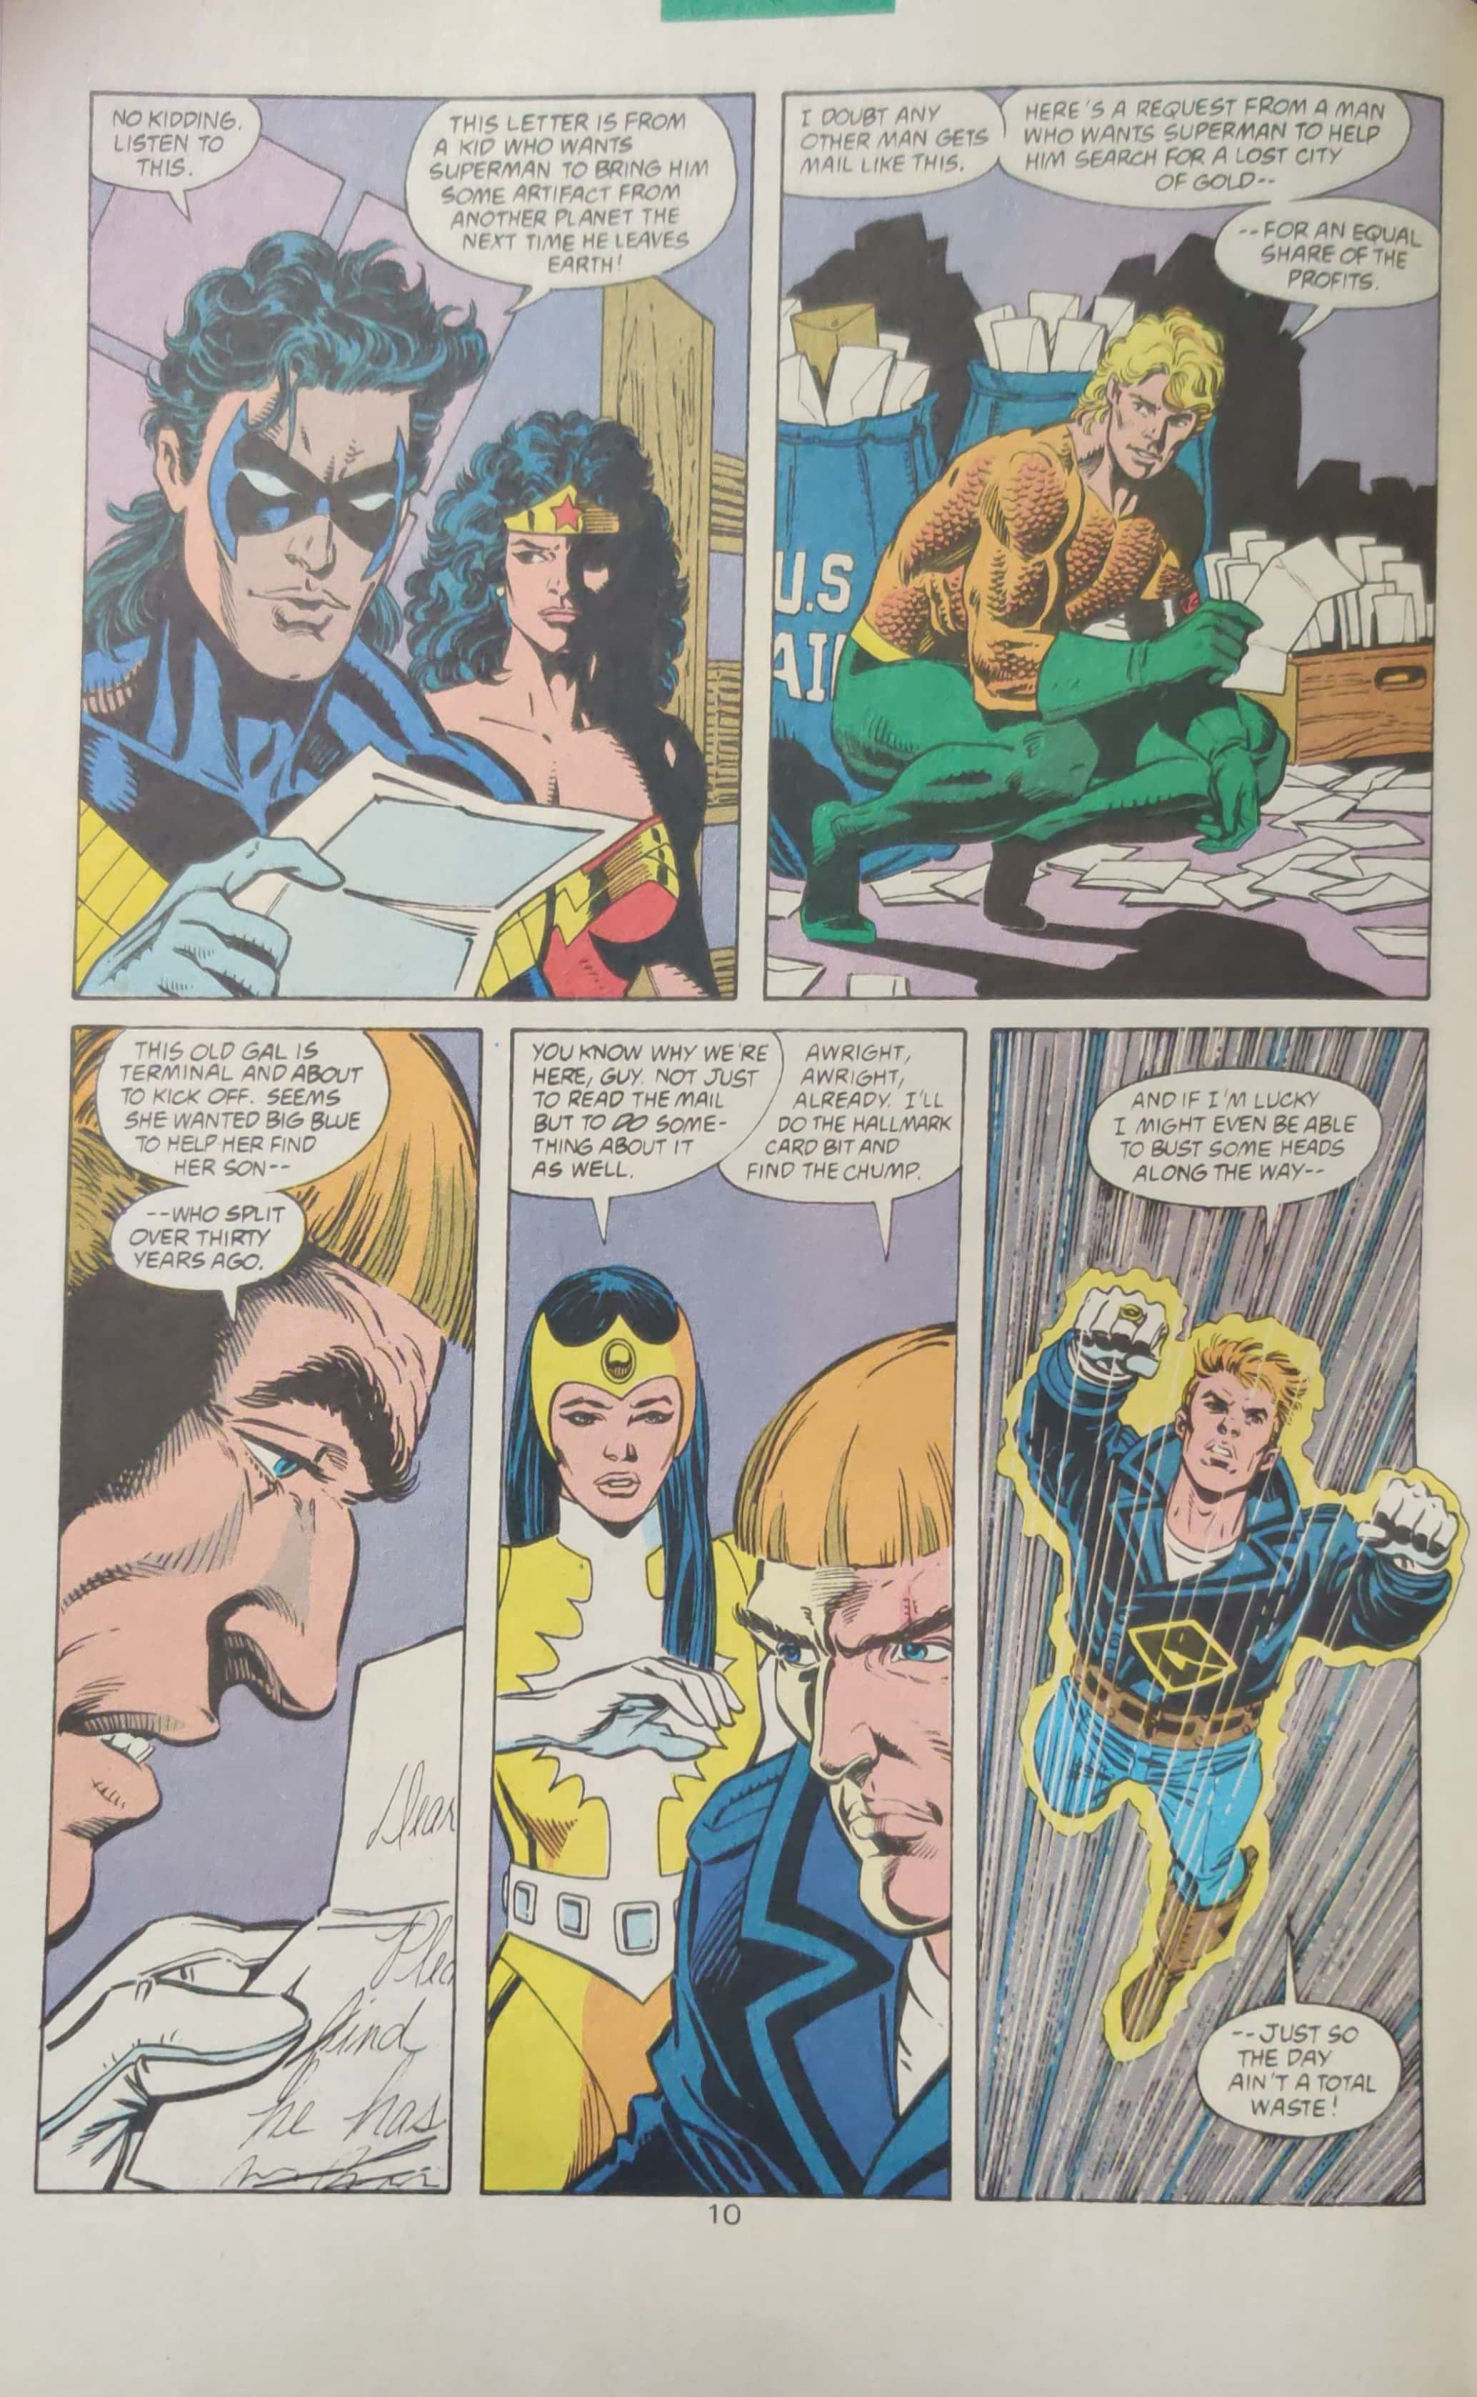 NO KIDDING.
LISTEN TO
THIS.
THIS LETTER IS FROM
A KID WHO WANTS
SUPERMAN TO BRING HIM
SOME ARTIFACT FROM
ANOTHER PLANET THE
NEXT TIME HE LEAVES
EARTH!
I DOUBT ANY
OTHER MAN GETS
MAIL LIKE THIS.
HERE'S A REQUEST FROM A MAN
WHO WANTS SUPERMAN TO HELP
HIM SEARCH FOR A LOST CITY
OF GOLD--
--FOR AN EQUAL
SHARE OF THE
PROFITS.
U.S
AI
THIS OLD GAL IS
TERMINAL AND ABOUT
TO KICK OFF. SEEMS
SHE WANTED BIG BLUE
TO HELP HER FIND
HER SON--
--WHO SPLIT
OVER THIRTY
YEARS AGO.
Dear
Plea
find
he has
YOU KNOW WHY WE'RE
HERE, GUY. NOT JUST
TO READ THE MAIL
BUT TO DO SOME-
THING ABOUT IT
AS WELL.
AWRIGHT,
AWRIGHT,
ALREADY. I'LL
DO THE HALLMARK
CARD BIT AND
FIND THE CHUMP.
AND IF I'M LUCKY
I MIGHT EVEN BE ABLE
TO BUST SOME HEADS
ALONG THE WAY--
--JUST SO
THE DAY
AIN'T A TOTAL
WASTE!
10